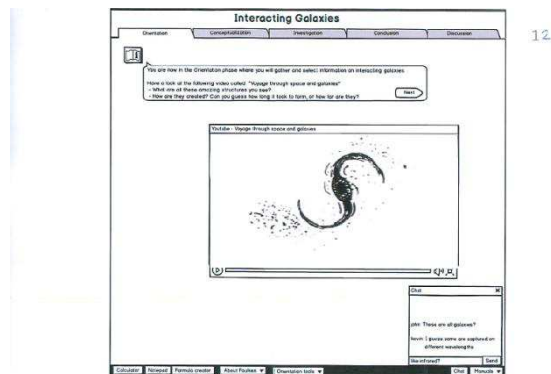 Interacting Galaxies
12
Orientation Conceptualization Investigation Conclusion Discussion
You are now in the Orientation phase where you will gather and select information on interacting galaxies
Have a look at the following video called: "Voyage through space and galaxies"
- What are all these amazing structures you see?
- How are they created? Can you guess how long it took to form, or how far are they?
Next
Youtube - Voyage through space and galaxies
Chat
John: These are all galaxies?
Kevin: I guess some are captured on
different wavelengths
like infrared? Send
Calculator Notepad Formula creator About Faulkes Orientation tools Chat Manuals